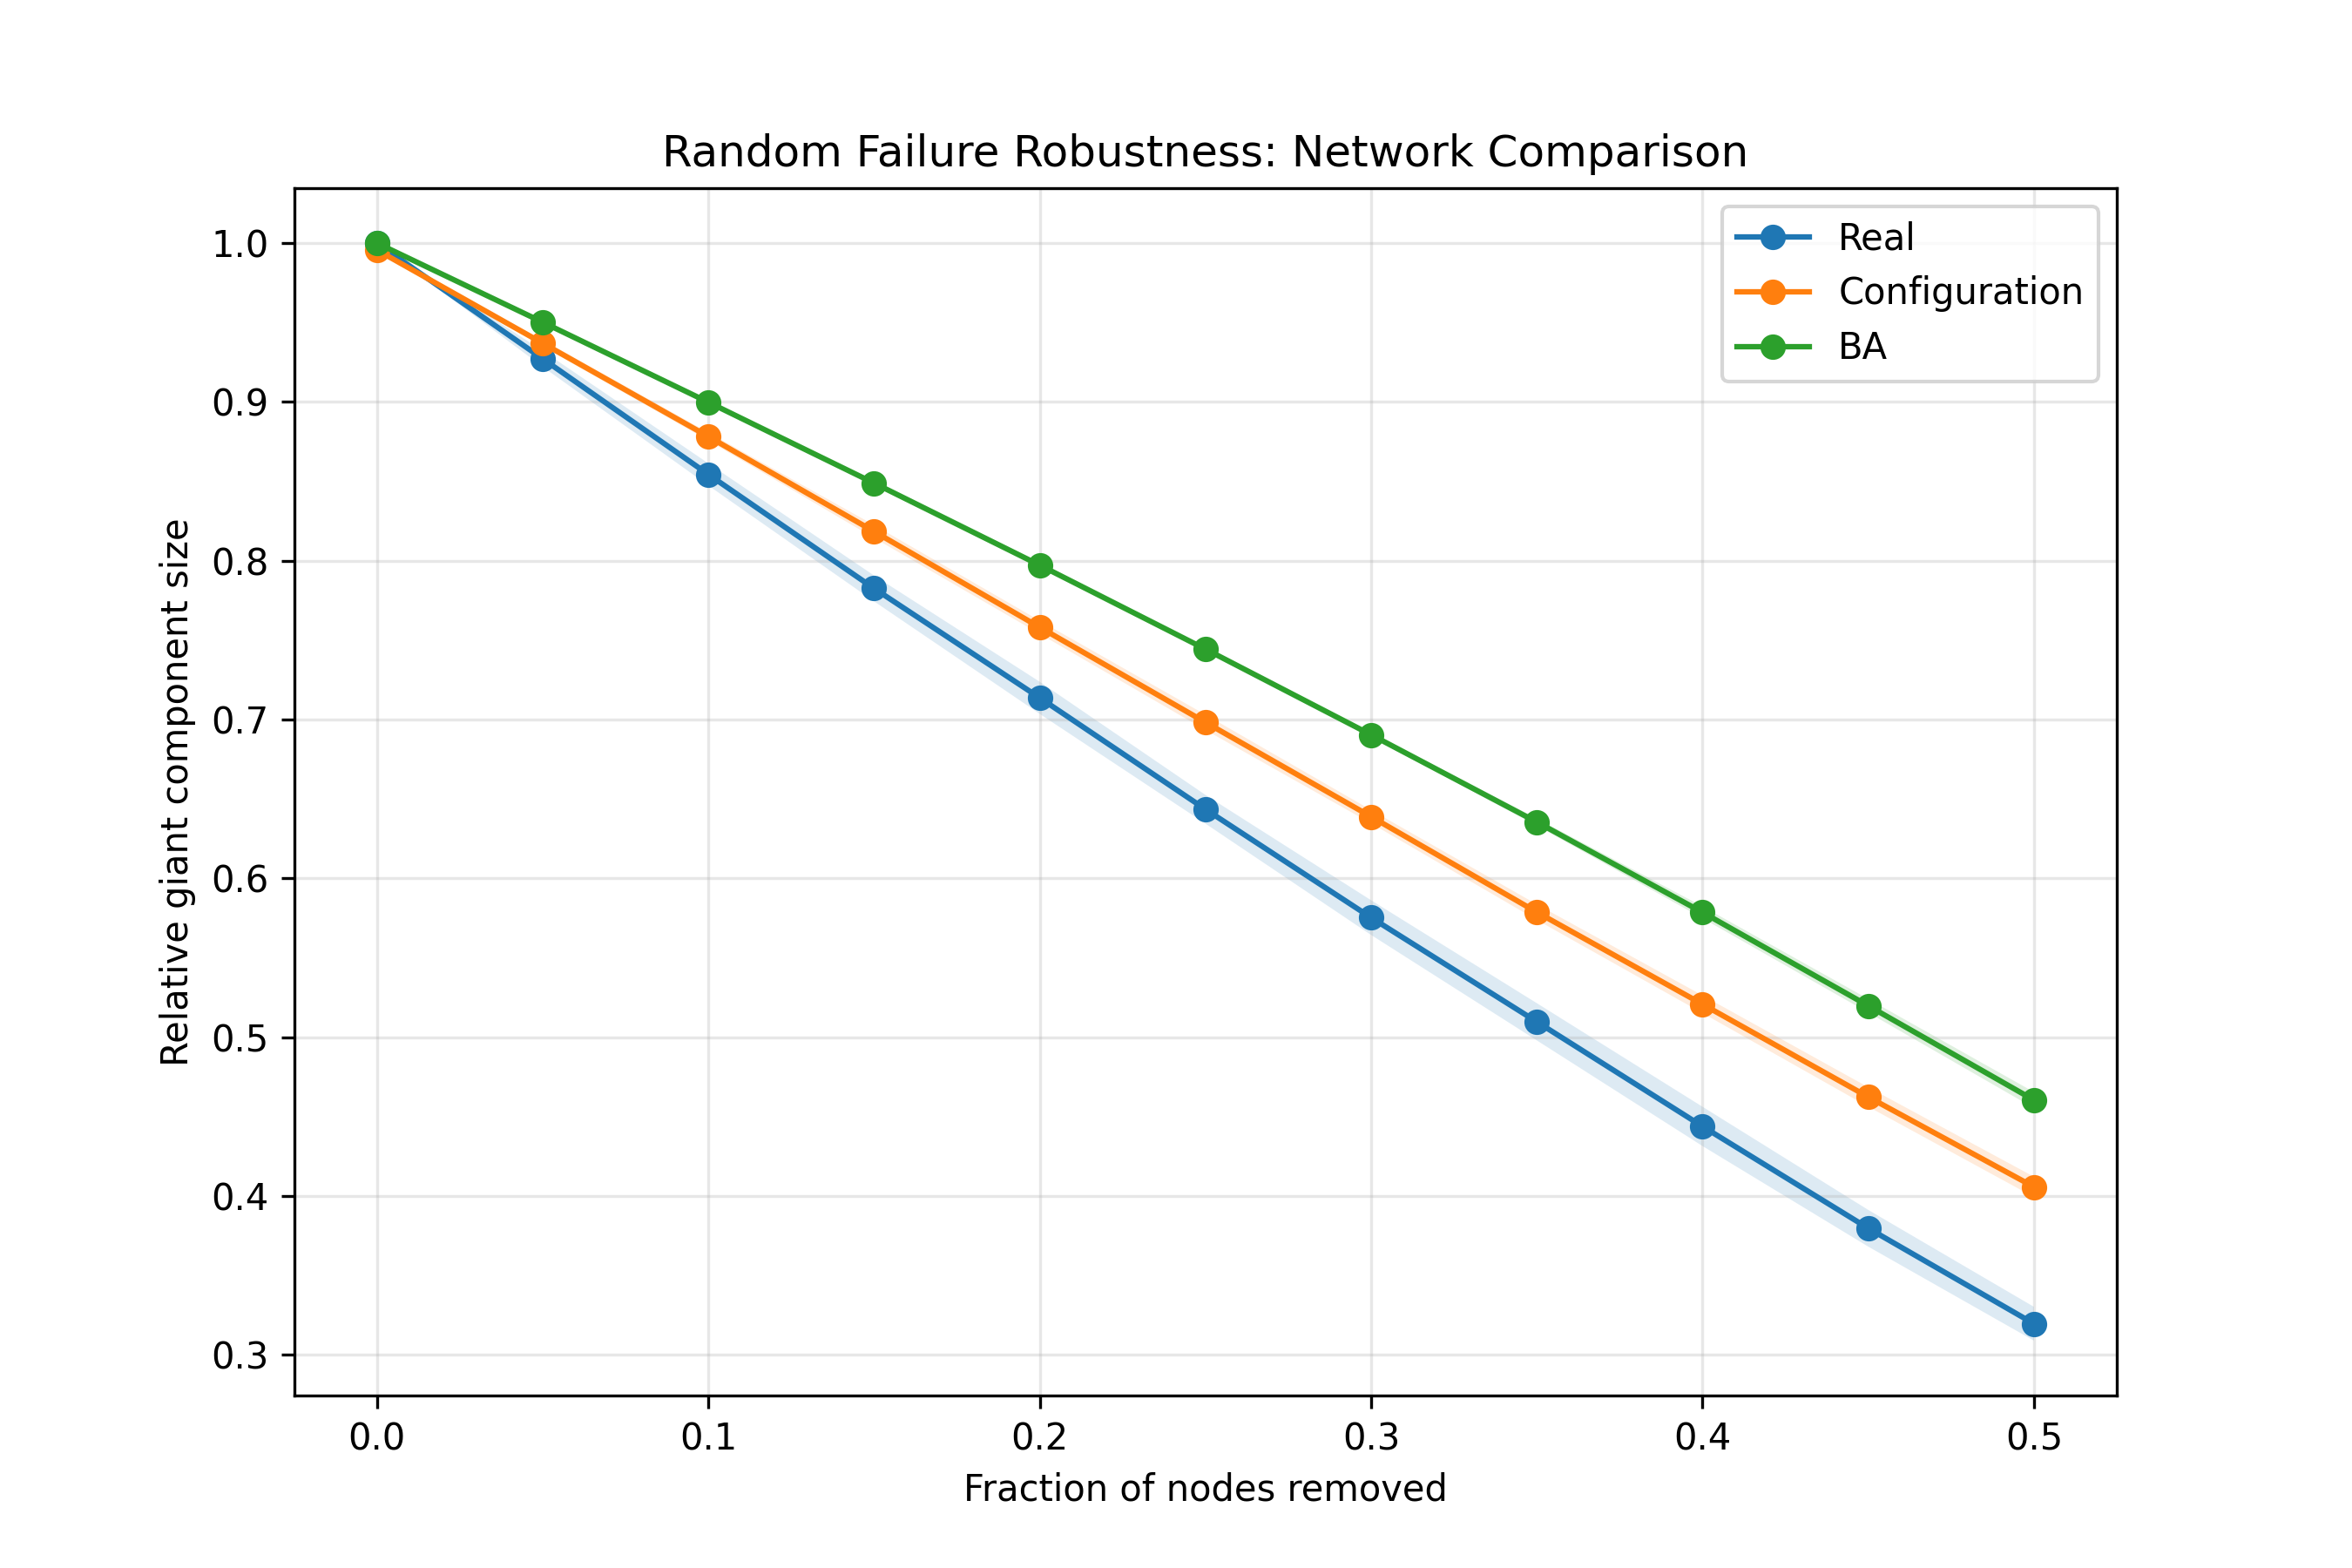 Random Failure Robustness: Network Comparison
Real
Configuration
BA
Relative giant component size
1.0
0.9
0.8
0.7
0.6
0.5
0.4
0.3
0.0
0.1
0.2
0.3
0.4
0.5
Fraction of nodes removed